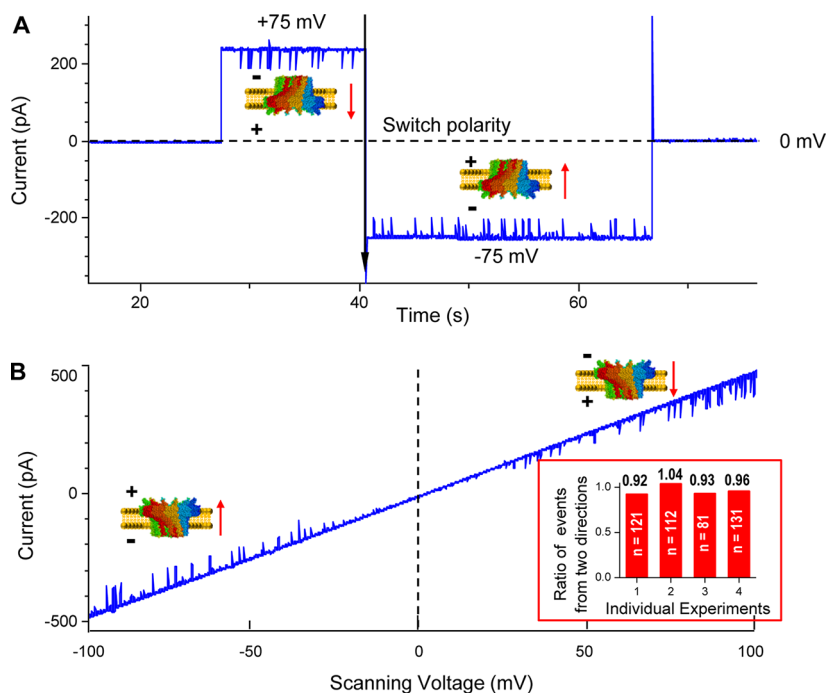 A
+75 mV
Current (pA)
200
0
-200
-
+
Switch polarity
0 mV
+
-
-75 mV
20
40
60
Time (s)
B
Current (pA)
500
0
-500
-
+
+
-
Ratio of events
from two directions
1.0
0.5
0.0
0.92
1.04
0.93
0.96
n = 121
n = 112
n = 81
n = 131
1
2
3
4
Individual Experiments
-100
-50
0
50
100
Scanning Voltage (mV)